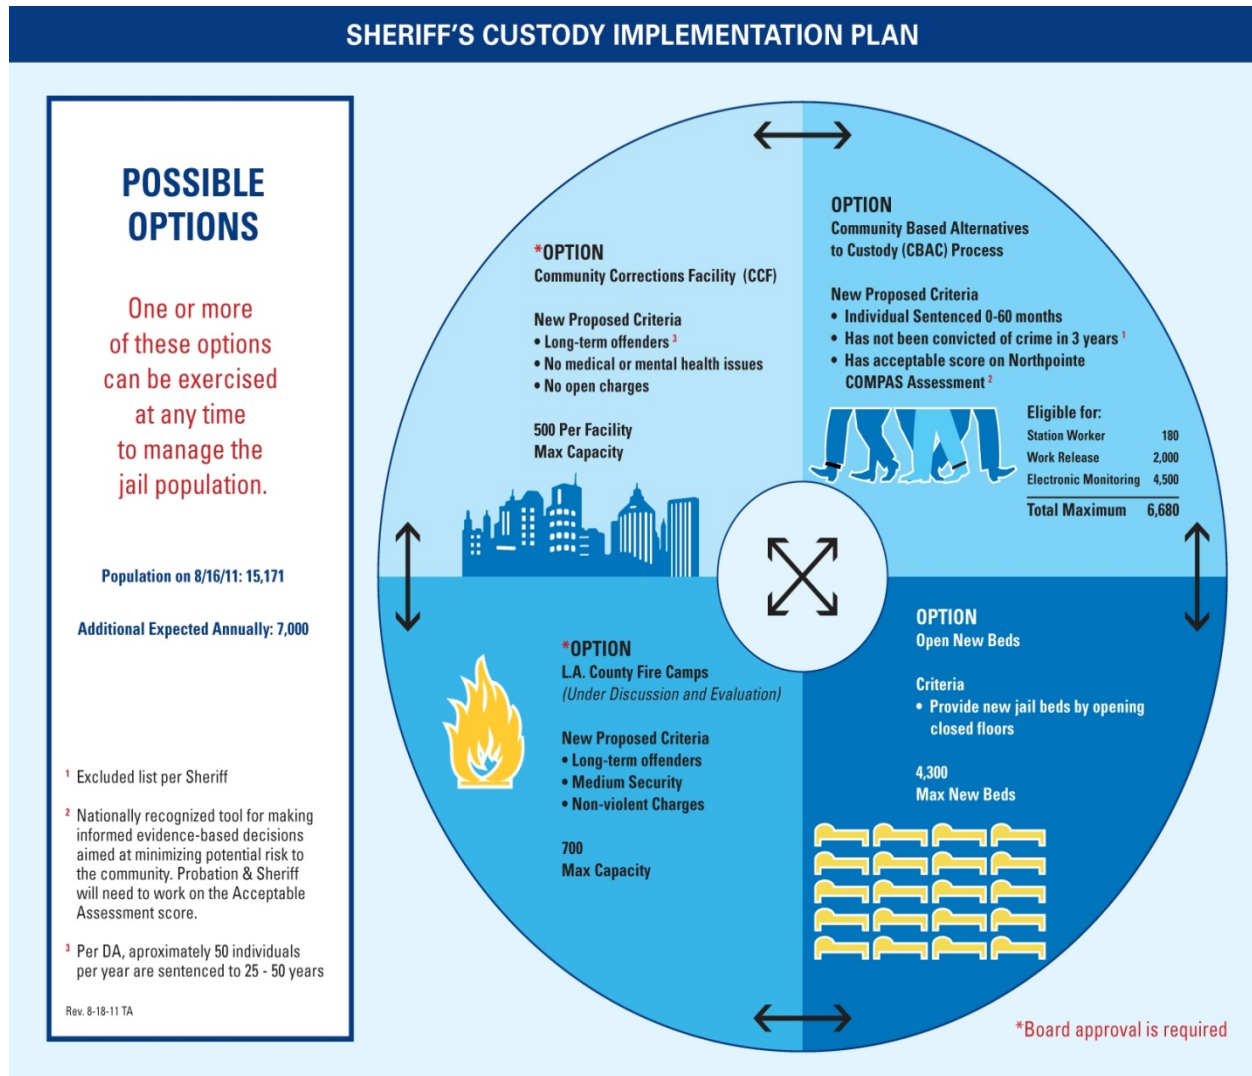 SHERIFF'S CUSTODY IMPLEMENTATION PLAN
POSSIBLE
OPTIONS
One or more
of these options
can be exercised
at any time
to manage the
jail population.
Population on 8/16/11: 15,171
Additional Expected Annually: 7,000
1 Excluded list per Sheriff
2 Nationally recognized tool for making
informed evidence-based decisions
aimed at minimizing potential risk to
the community. Probation & Sheriff
will need to work on the Acceptable
Assessment score.
3 Per DA, aproximately 50 individuals
per year are sentenced to 25 - 50 years
Rev. 8-18-11 TA
*OPTION
Community Corrections Facility (CCF)
New Proposed Criteria
• Long-term offenders 3
• No medical or mental health issues
• No open charges
500 Per Facility
Max Capacity
OPTION
Community Based Alternatives
to Custody (CBAC) Process
New Proposed Criteria
• Individual Sentenced 0-60 months
• Has not been convicted of crime in 3 years 1
• Has acceptable score on Northpointe
COMPAS Assessment 2
Eligible for:
Station Worker 180
Work Release 2,000
Electronic Monitoring 4,500
Total Maximum 6,680
*OPTION
L.A. County Fire Camps
(Under Discussion and Evaluation)
New Proposed Criteria
• Long-term offenders
• Medium Security
• Non-violent Charges
700
Max Capacity
OPTION
Open New Beds
Criteria
• Provide new jail beds by opening
closed floors
4,300
Max New Beds
*Board approval is required